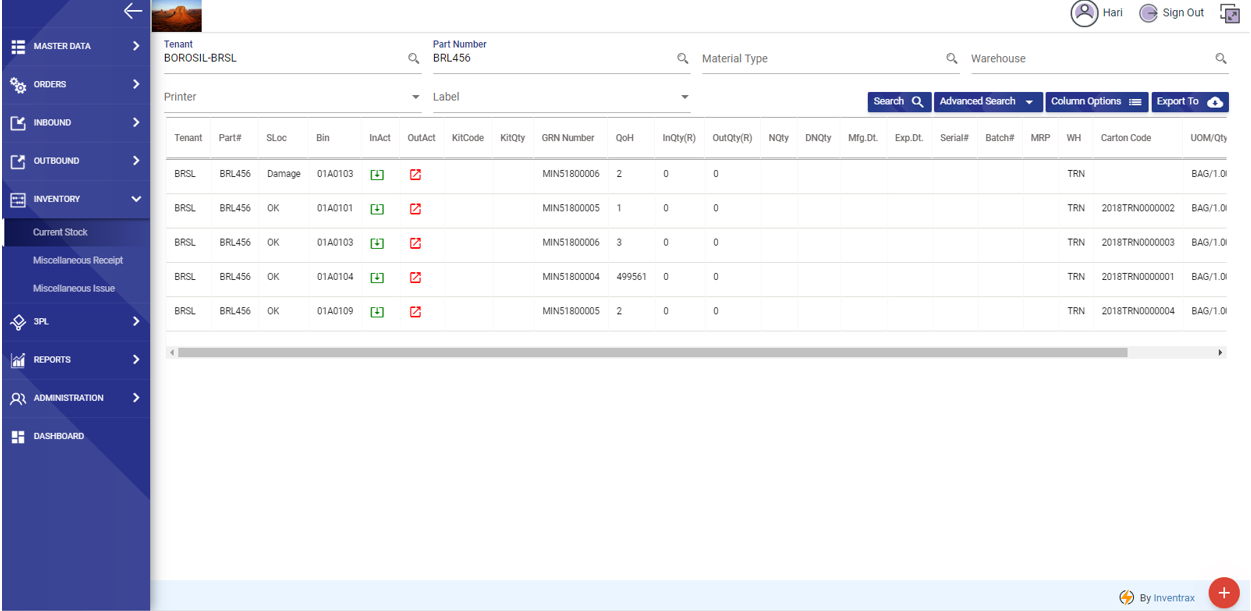 Hari Sign Out
MASTER DATA
ORDERS
INBOUND
OUTBOUND
INVENTORY
Current Stock
Miscellaneous Receipt
Miscellaneous Issue
3PL
REPORTS
ADMINISTRATION
DASHBOARD
Tenant Part Number
BOROSIL-BRSL BRL456 Material Type Warehouse
Printer Label Search Advanced Search Column Options Export To
Tenant Part# SLoc Bin InAct OutAct KitCode KitQty GRN Number QoH InQty(R) OutQty(R) NQty DNQty Mfg.Dt. Exp.Dt. Serial# Batch# MRP WH Carton Code UOM/Qty
BRSL BRL456 Damage 01A0103 MIN51800006 2 0 0 TRN BAG/1.00
BRSL BRL456 OK 01A0101 MIN51800005 1 0 0 TRN 2018TRN0000002 BAG/1.00
BRSL BRL456 OK 01A0103 MIN51800006 3 0 0 TRN 2018TRN0000003 BAG/1.00
BRSL BRL456 OK 01A0104 MIN51800004 499561 0 0 TRN 2018TRN0000001 BAG/1.00
BRSL BRL456 OK 01A0109 MIN51800005 2 0 0 TRN 2018TRN0000004 BAG/1.00
By Inventrax